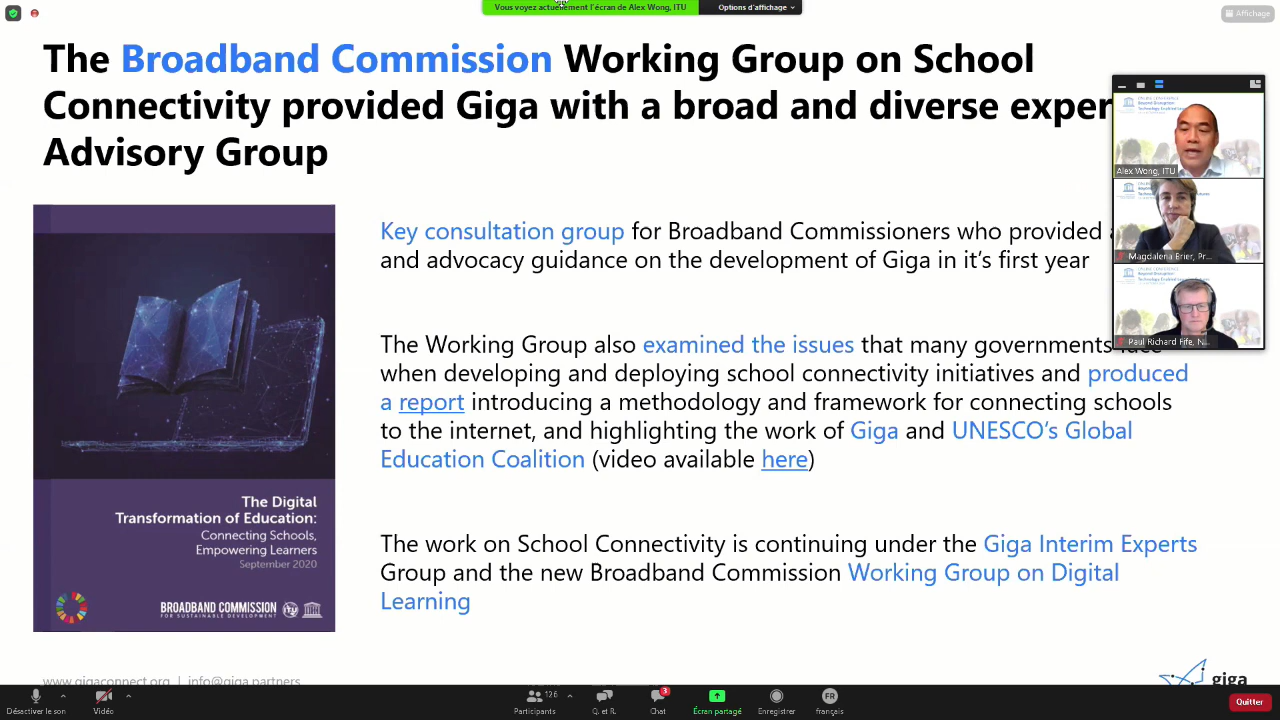 Vous voyez actuellement l'écran de Alex Wong, ITU
Options d'affichage
Affichage
The Broadband Commission Working Group on School
Connectivity provided Giga with a broad and diverse exper
Advisory Group
Alex Wong, ITU
Magdalena Brier, Pr...
Paul Richard Fife, N...
Key consultation group for Broadband Commissioners who provided
and advocacy guidance on the development of Giga in it's first year
The Working Group also examined the issues that many governments face
when developing and deploying school connectivity initiatives and produced
a report introducing a methodology and framework for connecting schools
to the internet, and highlighting the work of Giga and UNESCO's Global
Education Coalition (video available here)
The work on School Connectivity is continuing under the Giga Interim Experts
Group and the new Broadband Commission Working Group on Digital
Learning
The Digital
Transformation of Education:
Connecting Schools,
Empowering Learners
September 2020
BROADBAND COMMISSION
FOR SUSTAINABLE DEVELOPMENT
www.gigaconnect.org | info@giga.partners
giga
Désactiver le son
Vidéo
126
Participants
Q. et R.
3
Chat
Écran partagé
Enregistrer
FR
français
Quitter